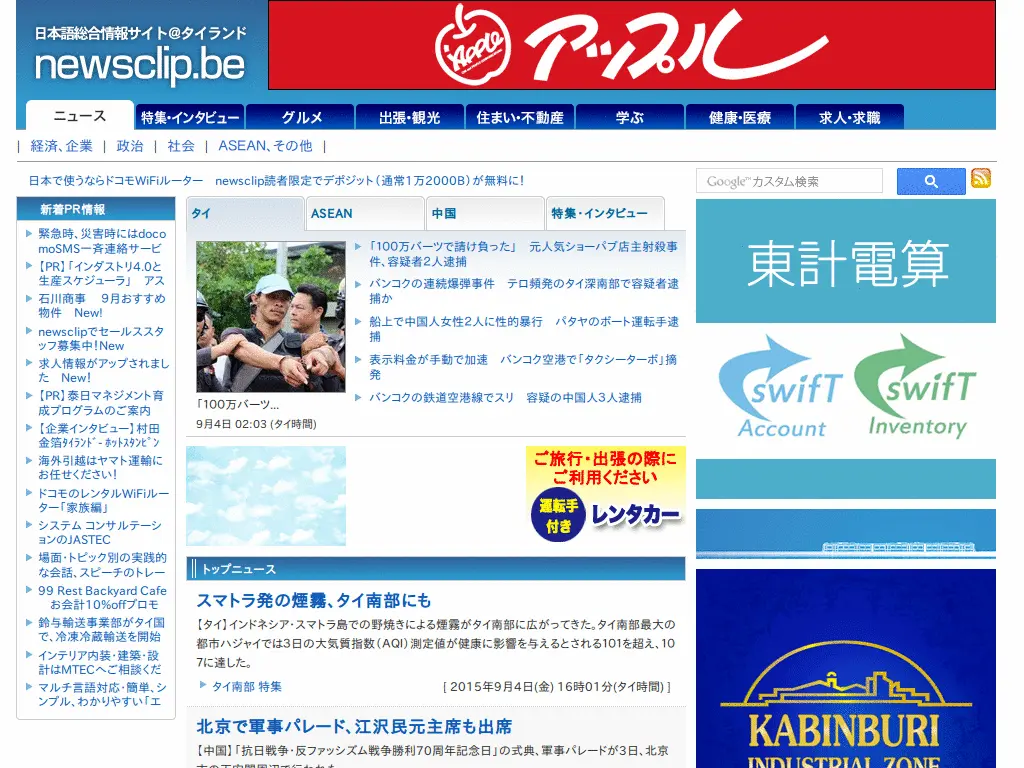 日本語総合情報サイト@タイランド
newsclip.be
iApple
アップル
ニュース
特集・インタビュー
グルメ
出張・観光
住まい・不動産
学ぶ
健康・医療
求人・求職
| 経済、企業 | 政治 | 社会 | ASEAN、その他 |
日本で使うならドコモWiFiルーター newsclip読者限定でデポジット（通常1万2000B）が無料に！
Google™ カスタム検索
新着PR情報
緊急時、災害時にはdoco
moSMS一斉連絡サービ
【PR】「インダストリ4.0と
生産スケジューラ」 アス
石川商事 9月おすすめ
物件 New!
newsclipでセールススタ
ッフ募集中！New
求人情報がアップされまし
た New！
【PR】泰日マネジメント育
成プログラムのご案内
【企業インタビュー】村田
金箔ﾀｲﾗﾝﾄﾞ-ﾎｯﾄｽﾀﾝﾋﾟﾝ
海外引越はヤマト運輸に
お任せください！
ドコモのレンタルWiFiルー
ター「家族編」
システム コンサルテーシ
ョンのJASTEC
場面・トピック別の実践的
な会話、スピーチのトレー
99 Rest Backyard Cafe
お会計10%offプロモ
鈴与輸送事業部がタイ国
で、冷凍冷蔵輸送を開始
インテリア内装・建築・設
計はMTECへご相談くだ
マルチ言語対応・簡単、シ
ンプル、わかりやすい「エ
タイ
ASEAN
中国
特集・インタビュー
「100万バーツ...
9月4日 02:03 (タイ時間)
「100万バーツで請け負った」 元人気ショーパブ店主射殺事
件、容疑者2人逮捕
バンコクの連続爆弾事件 テロ頻発のタイ深南部で容疑者逮
捕か
船上で中国人女性2人に性的暴行 パタヤのボート運転手逮
捕
表示料金が手動で加速 バンコク空港で「タクシーターボ」摘
発
バンコクの鉄道空港線でスリ 容疑の中国人3人逮捕
ご旅行・出張の際に
ご利用ください
運転手
付き
レンタカー
トップニュース
スマトラ発の煙霧、タイ南部にも
【タイ】インドネシア・スマトラ島での野焼きによる煙霧がタイ南部に広がってきた。タイ南部最大の
都市ハジャイでは3日の大気質指数（AQI）測定値が健康に影響を与えるとされる101を超え、10
7に達した。
タイ南部 特集
[ 2015年9月4日(金) 16時01分(タイ時間) ]
北京で軍事パレード、江沢民元主席も出席
【中国】「抗日戦争・反ファッシズム戦争勝利70周年記念日」の式典、軍事パレードが3日、北京
東計電算
swifT
Account
swifT
Inventory
KABINBURI
INDUSTRIAL ZONE